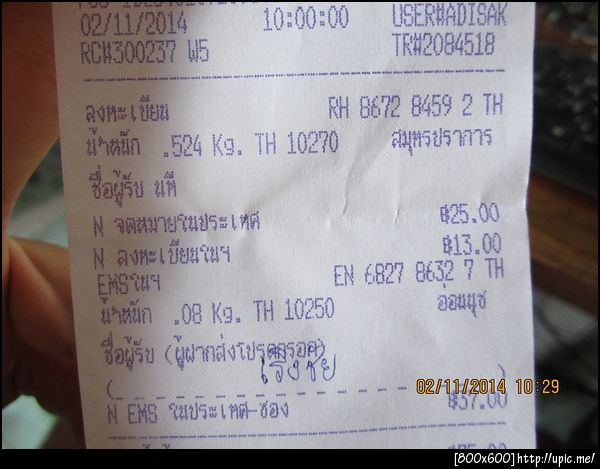 02/11/2014 10:00:00 USER#ADISAK
RC#300237 W5 TR#2084518
ลงทะเบียน RH 8672 8459 2 TH
น้ำหนัก .524 Kg. TH 10270 สมุทรปราการ
ชื่อผู้รับ นที
N จดหมายในประเทศ ฿25.00
N ลงทะเบียนในฯ ฿13.00
EMSในฯ EN 6827 8632 7 TH
น้ำหนัก .08 Kg. TH 10250 อ่อนนุช
ชื่อผู้รับ (ผู้ฝากส่งโปรดกรอก)
02/11/2014 10:29
N EMS ในประเทศ-ซอง ฿37.00
[800x600]http://upic.me/